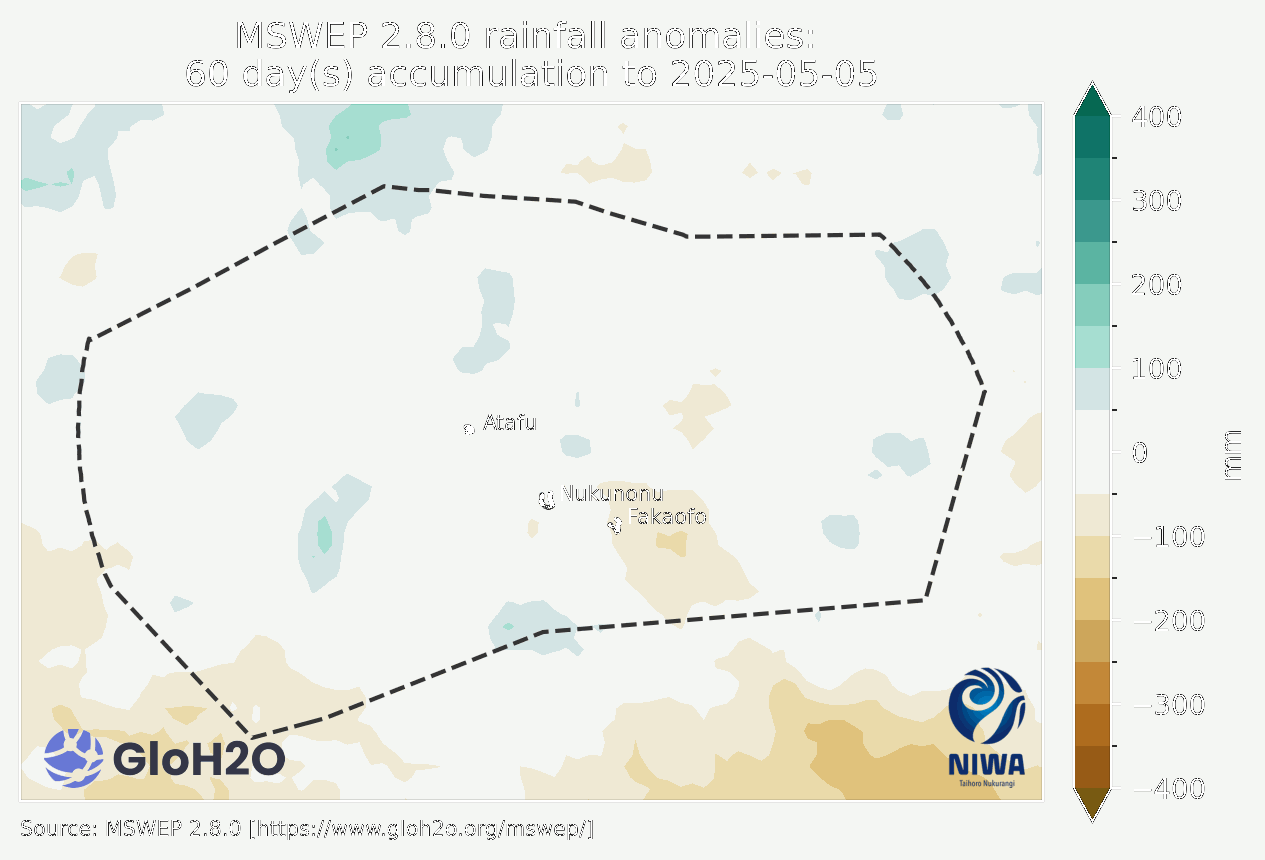 MSWEP 2.8.0 rainfall anomalies:
60 day(s) accumulation to 2025-05-05
400
300
200
100
0
−100
−200
−300
−400
mm
Atafu
Nukunonu
Fakaofo
GloH2O
NIWA
Taihoro Nukurangi
Source: MSWEP 2.8.0 [https://www.gloh2o.org/mswep/]